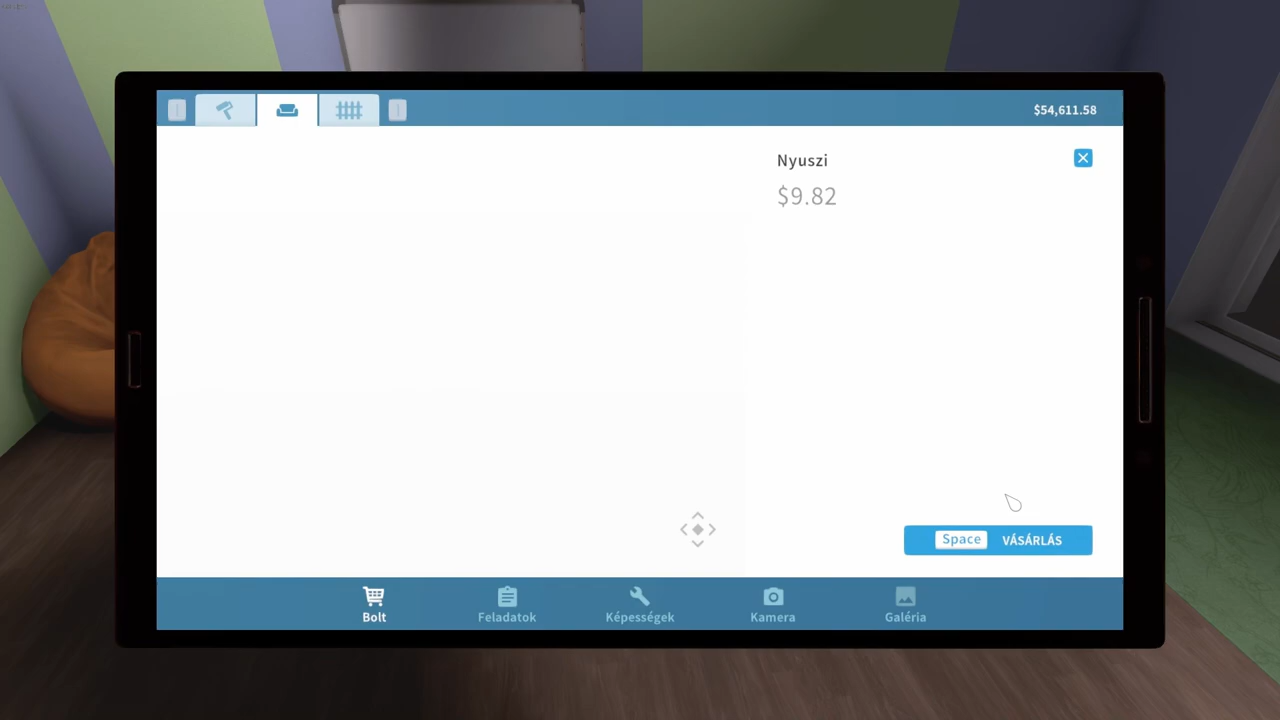 $54,611.58
Nyuszi
$9.82
Space VÁSÁRLÁS
Bolt
Feladatok
Képességek
Kamera
Galéria